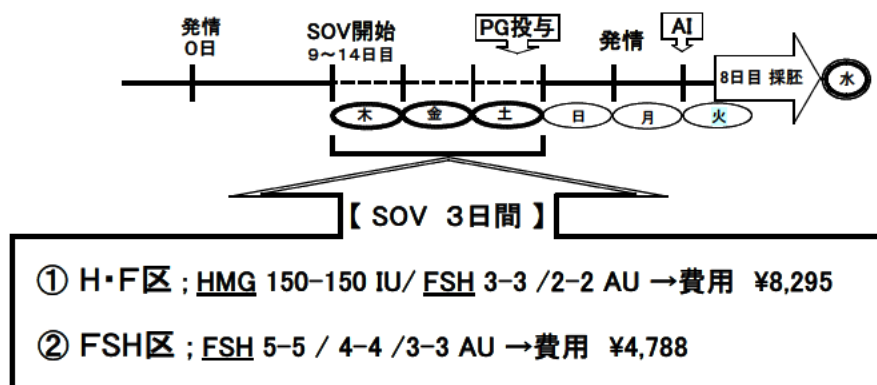 発情
0日
SOV開始
9～14日目
PG投与
発情
AI
8日目 採胚
水
木 金 土 日 月 火
【 SOV 3日間 】
① H・F区 ; HMG 150-150 IU/ FSH 3-3 /2-2 AU →費用 ¥8,295
② FSH区 ; FSH 5-5 / 4-4 /3-3 AU →費用 ¥4,788